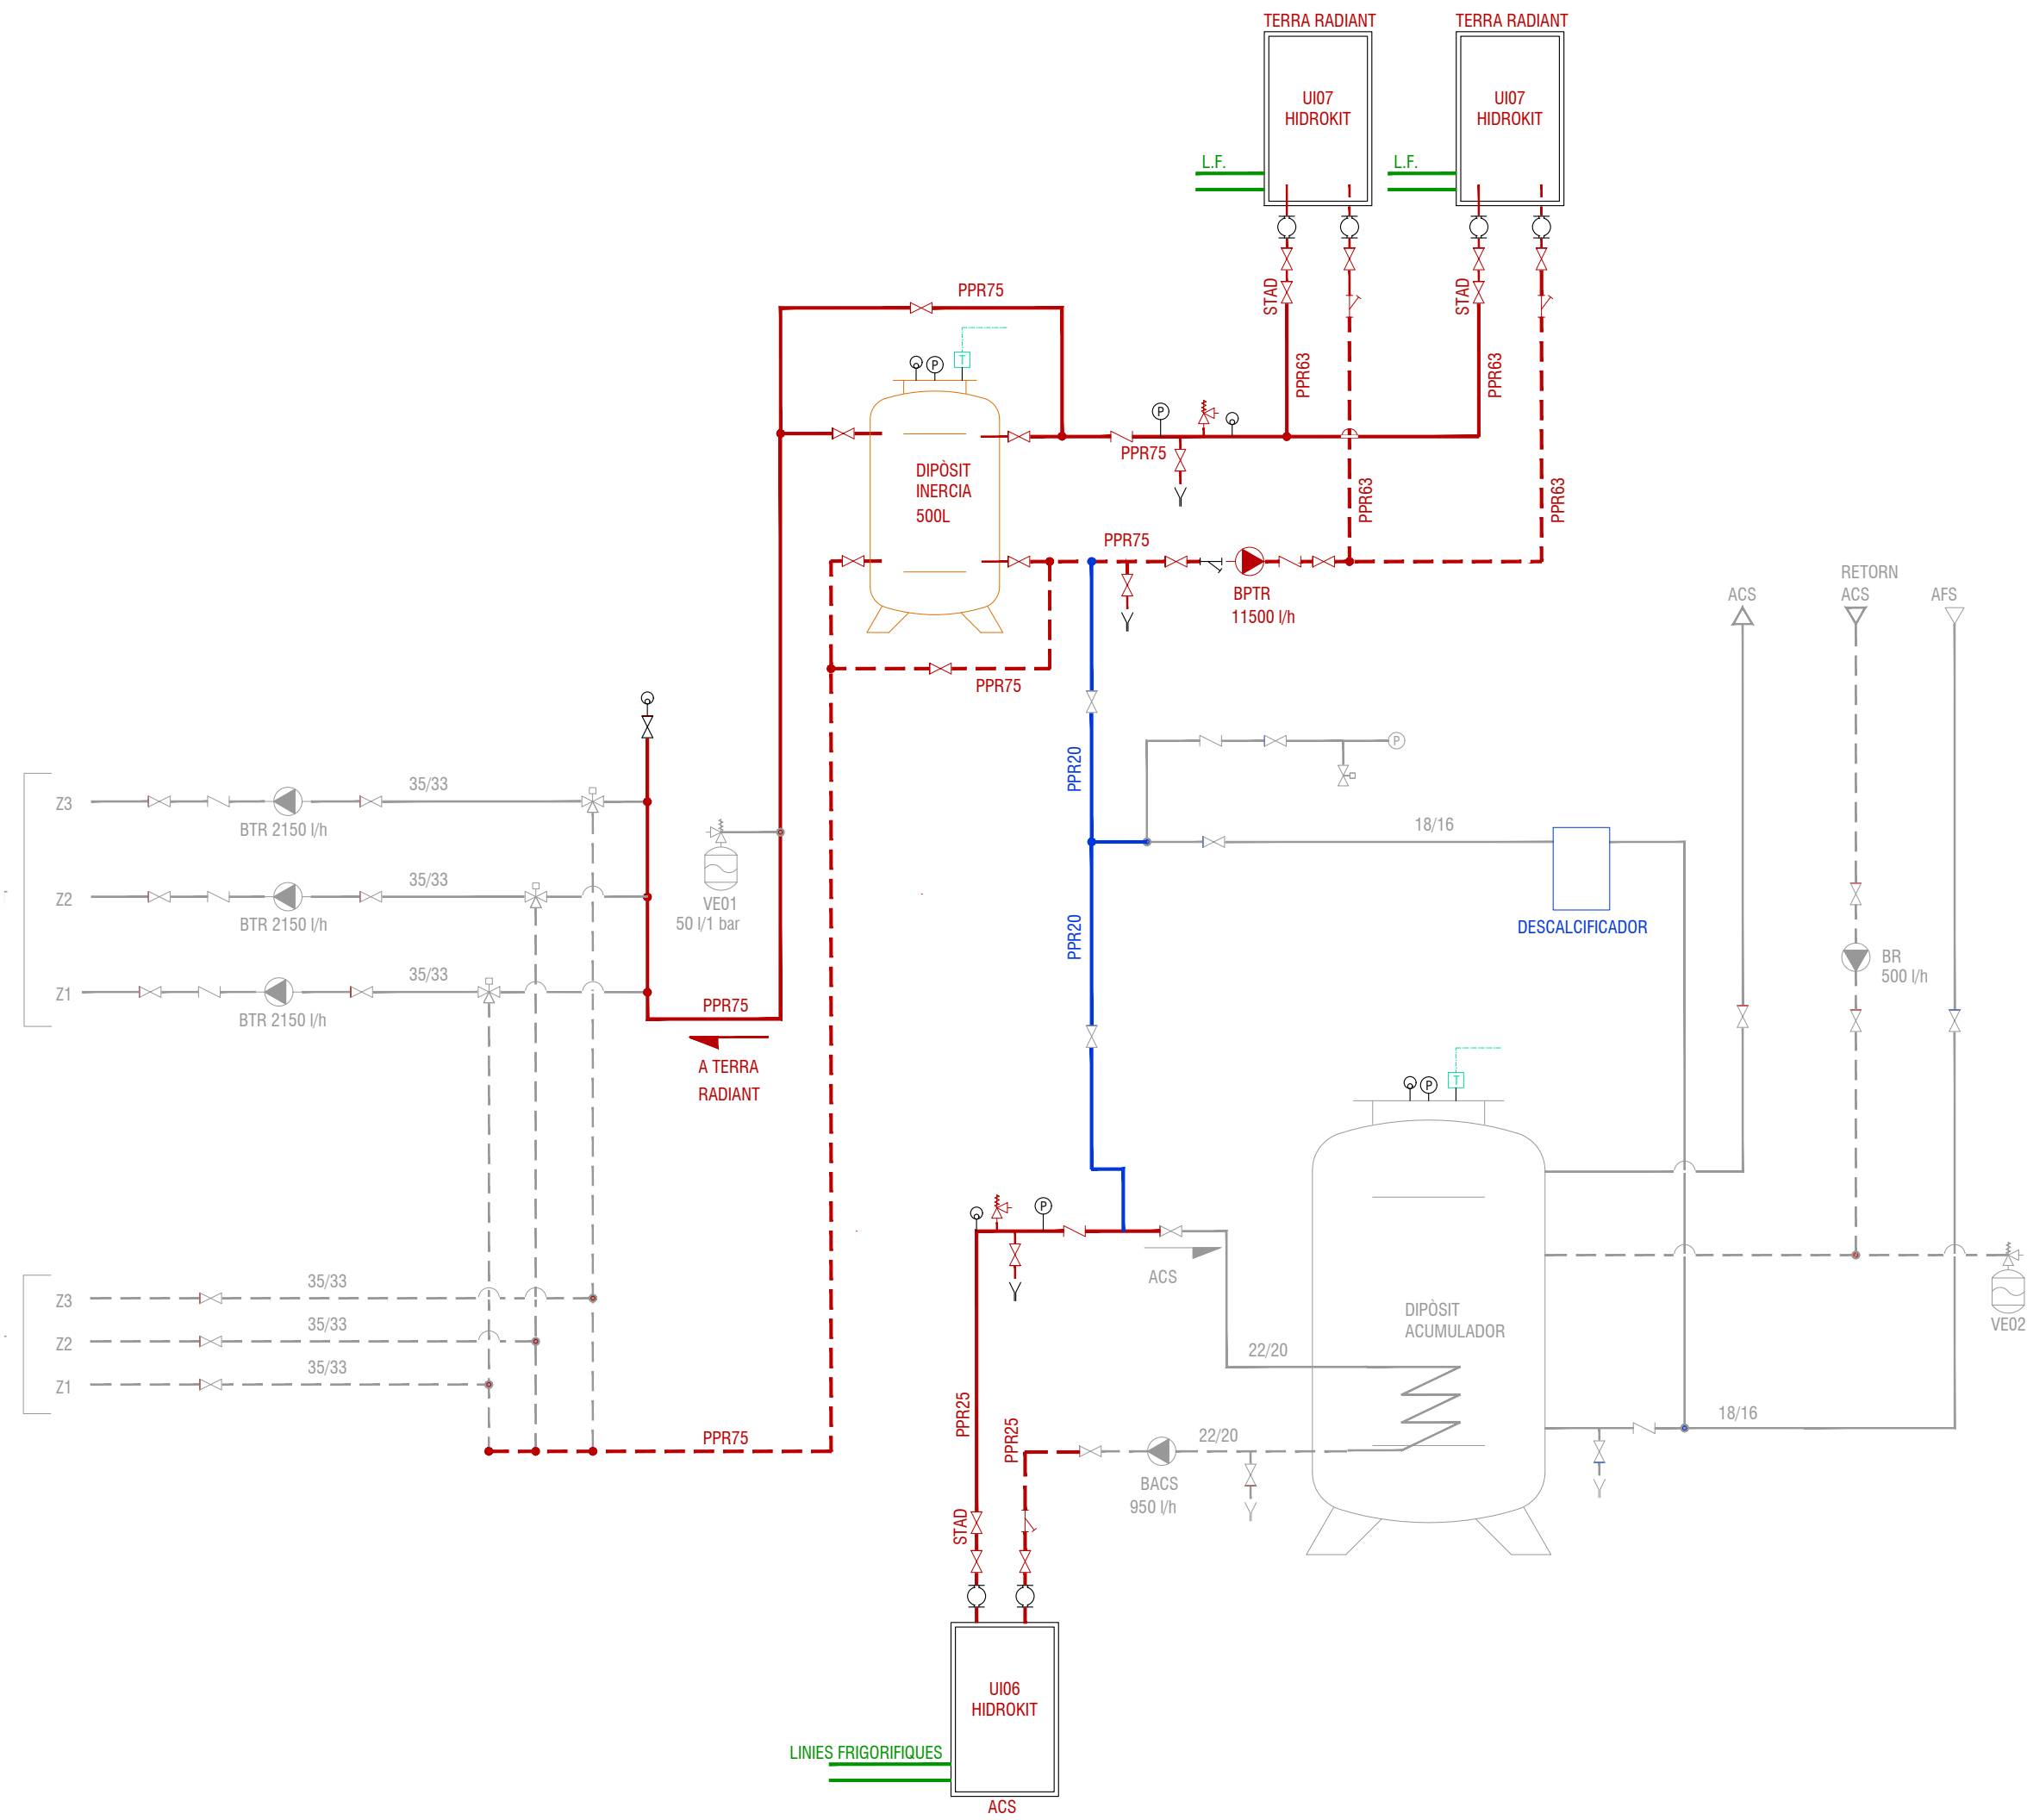 TERRA RADIANT
TERRA RADIANT
UI07
HIDROKIT
UI07
HIDROKIT
L.F.
L.F.
STAD
STAD
PPR75
PPR63
PPR63
P
T
P
PPR75
DIPÒSIT
INERCIA
500L
PPR63
PPR63
PPR75
BPTR
11500 l/h
PPR75
ACS
RETORN
ACS
AFS
P
PPR20
Z3
35/33
BTR 2150 l/h
18/16
Z2
35/33
BTR 2150 l/h
VE01
50 l/1 bar
PPR20
DESCALCIFICADOR
BR
500 l/h
Z1
35/33
BTR 2150 l/h
PPR75
A TERRA
RADIANT
P
T
P
ACS
DIPÒSIT
ACUMULADOR
VE02
Z3
35/33
Z2
35/33
Z1
35/33
22/20
PPR25
PPR25
PPR75
22/20
18/16
BACS
950 l/h
STAD
UI06
HIDROKIT
LINIES FRIGORIFIQUES
ACS